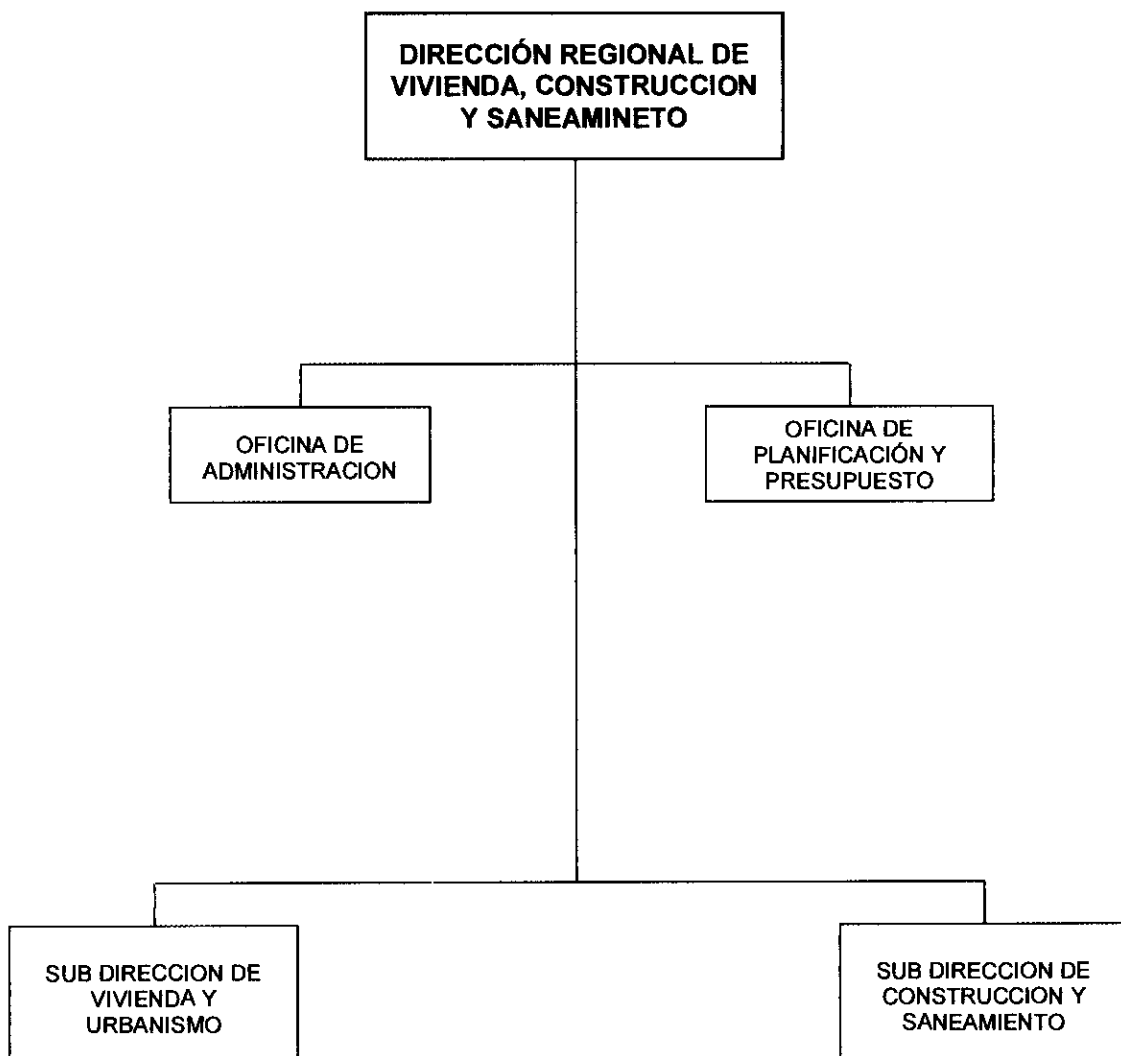 DIRECCIÓN REGIONAL DE
VIVIENDA, CONSTRUCCION
Y SANEAMINETO
OFICINA DE
ADMINISTRACION
OFICINA DE
PLANIFICACIÓN Y
PRESUPUESTO
SUB DIRECCION DE
VIVIENDA Y
URBANISMO
SUB DIRECCION DE
CONSTRUCCION Y
SANEAMIENTO